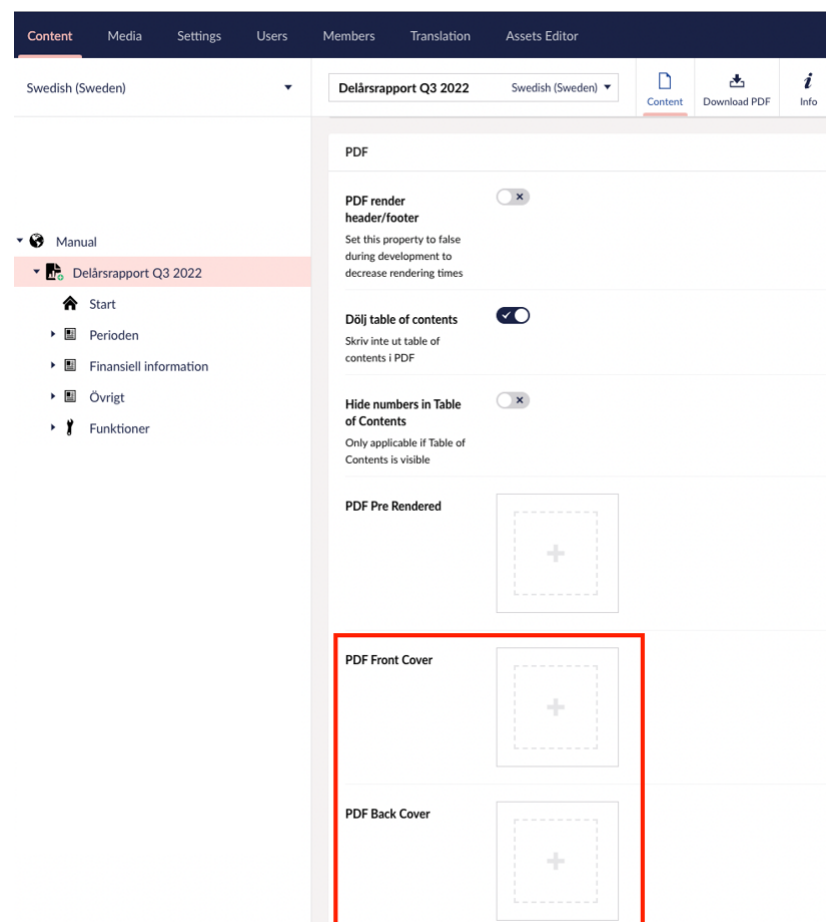 Content Media Settings Users Members Translation Assets Editor
Swedish (Sweden)
Delårsrapport Q3 2022 Swedish (Sweden)
Content Download PDF Info
Manual
Delårsrapport Q3 2022
Start
Perioden
Finansiell information
Övrigt
Funktioner
PDF
PDF render
header/footer
Set this property to false
during development to
decrease rendering times
Dölj table of contents
Skriv inte ut table of
contents i PDF
Hide numbers in Table
of Contents
Only applicable if Table of
Contents is visible
PDF Pre Rendered
PDF Front Cover
PDF Back Cover